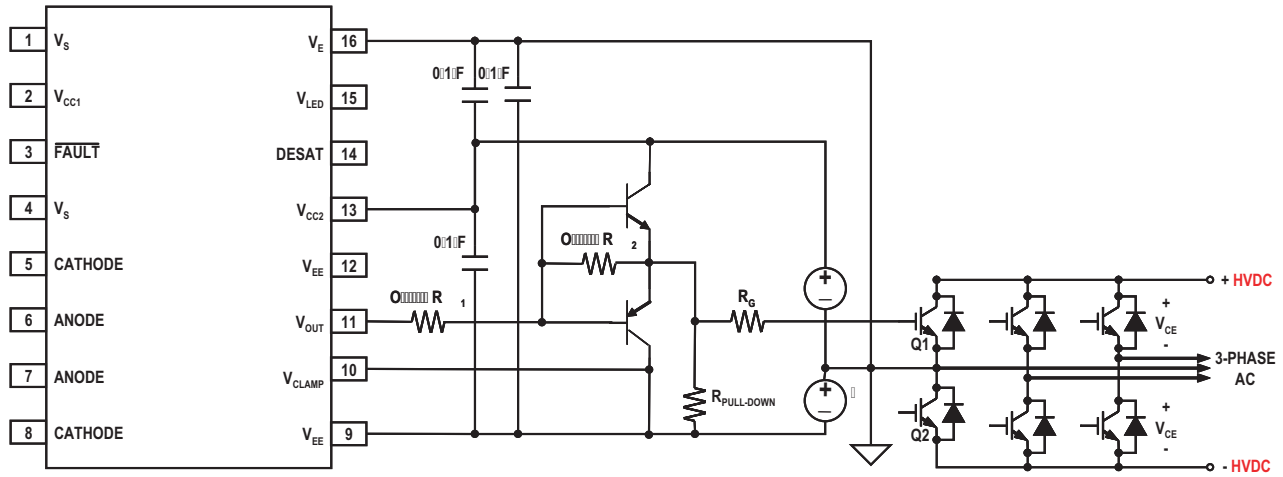 1 V_S
2 V_CC1
3 FAULT
4 V_S
5 CATHODE
6 ANODE
7 ANODE
8 CATHODE
V_E 16
V_LED 15
DESAT 14
V_CC2 13
V_EE 12
V_OUT 11
V_CLAMP 10
V_EE 9
R 1
R 2
R_G
R_PULL-DOWN
+
–
+
–
Q1
Q2
+ HVDC
+
V_CE
-
3-PHASE
AC
+
V_CE
-
- HVDC